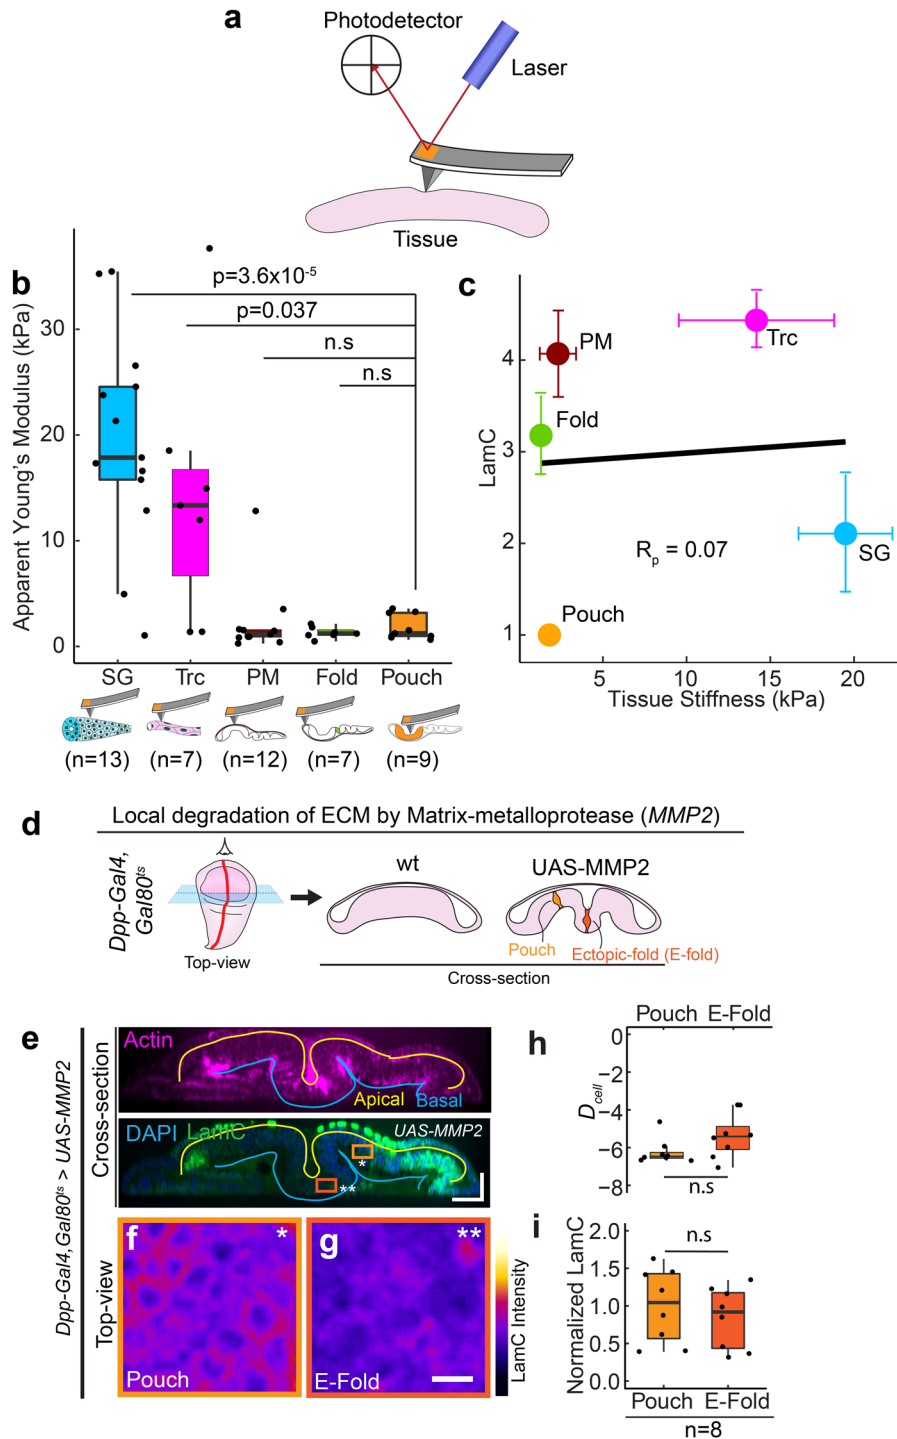 a
Photodetector
Laser
Tissue
b
Apparent Young's Modulus (kPa)
30
20
10
0
p=3.6x10⁻⁵
p=0.037
n.s
n.s
SG Trc PM Fold Pouch
(n=13) (n=7) (n=12) (n=7) (n=9)
c
LamC
4
3
2
1
PM
Trc
Fold
Rₚ = 0.07
SG
Pouch
5 10 15 20
Tissue Stiffness (kPa)
d
Local degradation of ECM by Matrix-metalloprotease (MMP2)
Dpp-Gal4,
Gal80ᵗˢ
Top-view
wt
UAS-MMP2
Pouch
Ectopic-fold (E-fold)
Cross-section
Dpp-Gal4,Gal80ᵗˢ > UAS-MMP2
Cross-section
Top-view
e
Actin
Apical Basal
DAPI LamC UAS-MMP2
*
**
f
*
Pouch
g
**
E-Fold
LamC Intensity
h
Pouch E-Fold
D_cell
0
−2
−4
−6
−8
n.s
i
Normalized LamC
2.0
1.5
1.0
0.5
0.0
n.s
Pouch E-Fold
n=8